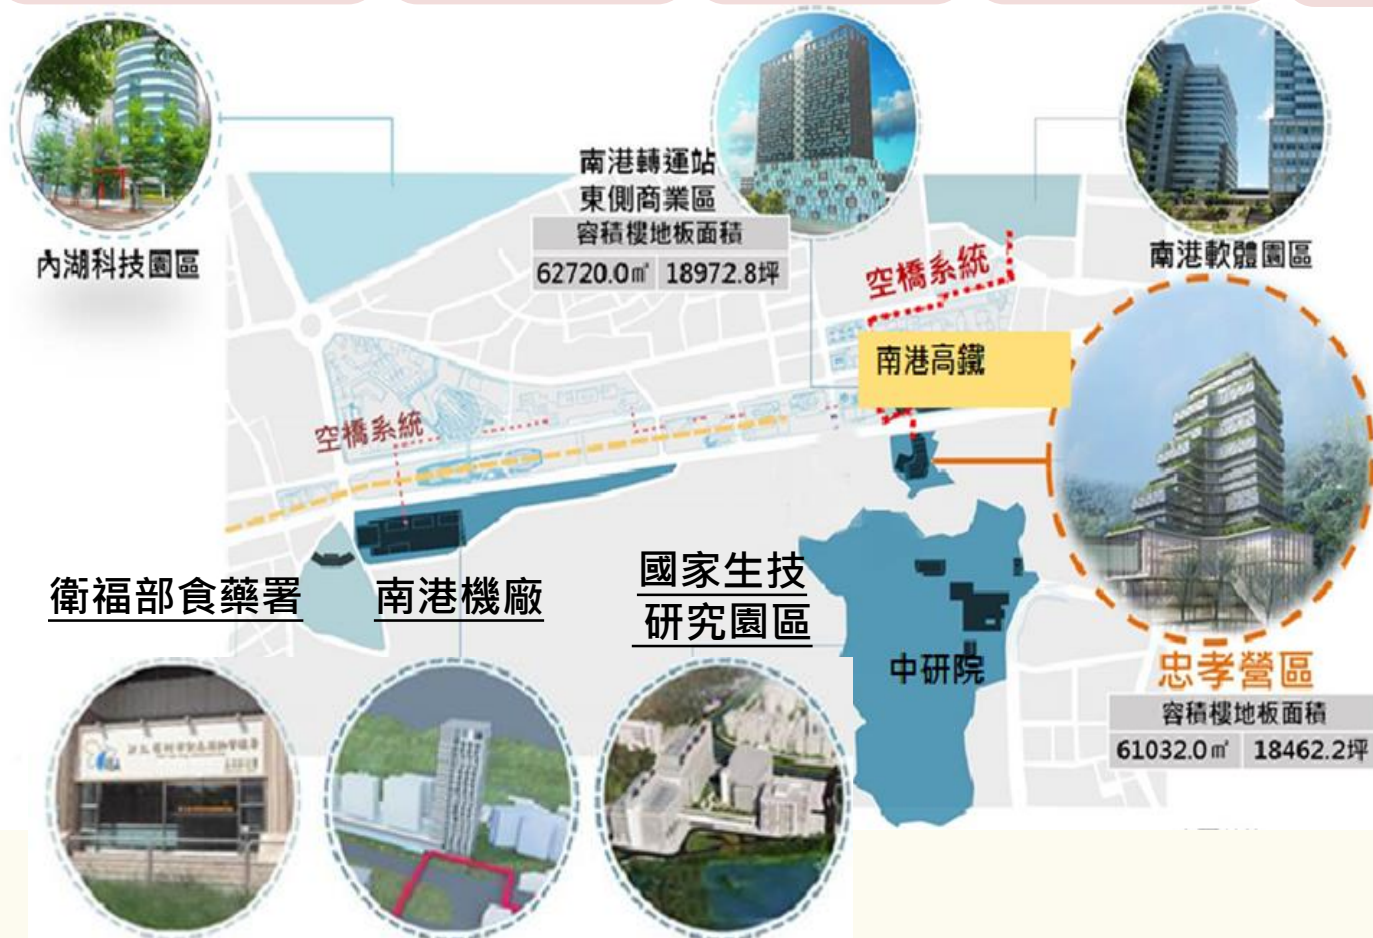 南港轉運站
東側商業區
容積樓地板面積
62720.0㎡ 18972.8坪
內湖科技園區
南港軟體園區
空橋系統
南港高鐵
空橋系統
衛福部食藥署
南港機廠
國家生技
研究園區
中研院
忠孝營區
容積樓地板面積
61032.0㎡ 18462.2坪